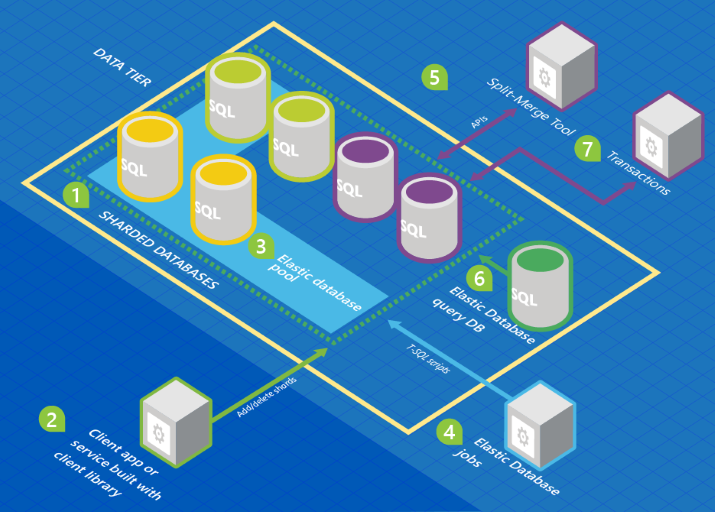 DATA TIER
SQL
SQL
SQL
SQL
SQL
SQL
1
SHARDED DATABASES
3
Elastic database
pool
5
Split-Merge Tool
APIs
7
Transactions
6
Elastic Database
query DB
SQL
T-SQL scripts
4
Elastic Database
jobs
Add/delete shards
2
Client app or
service built with
client library